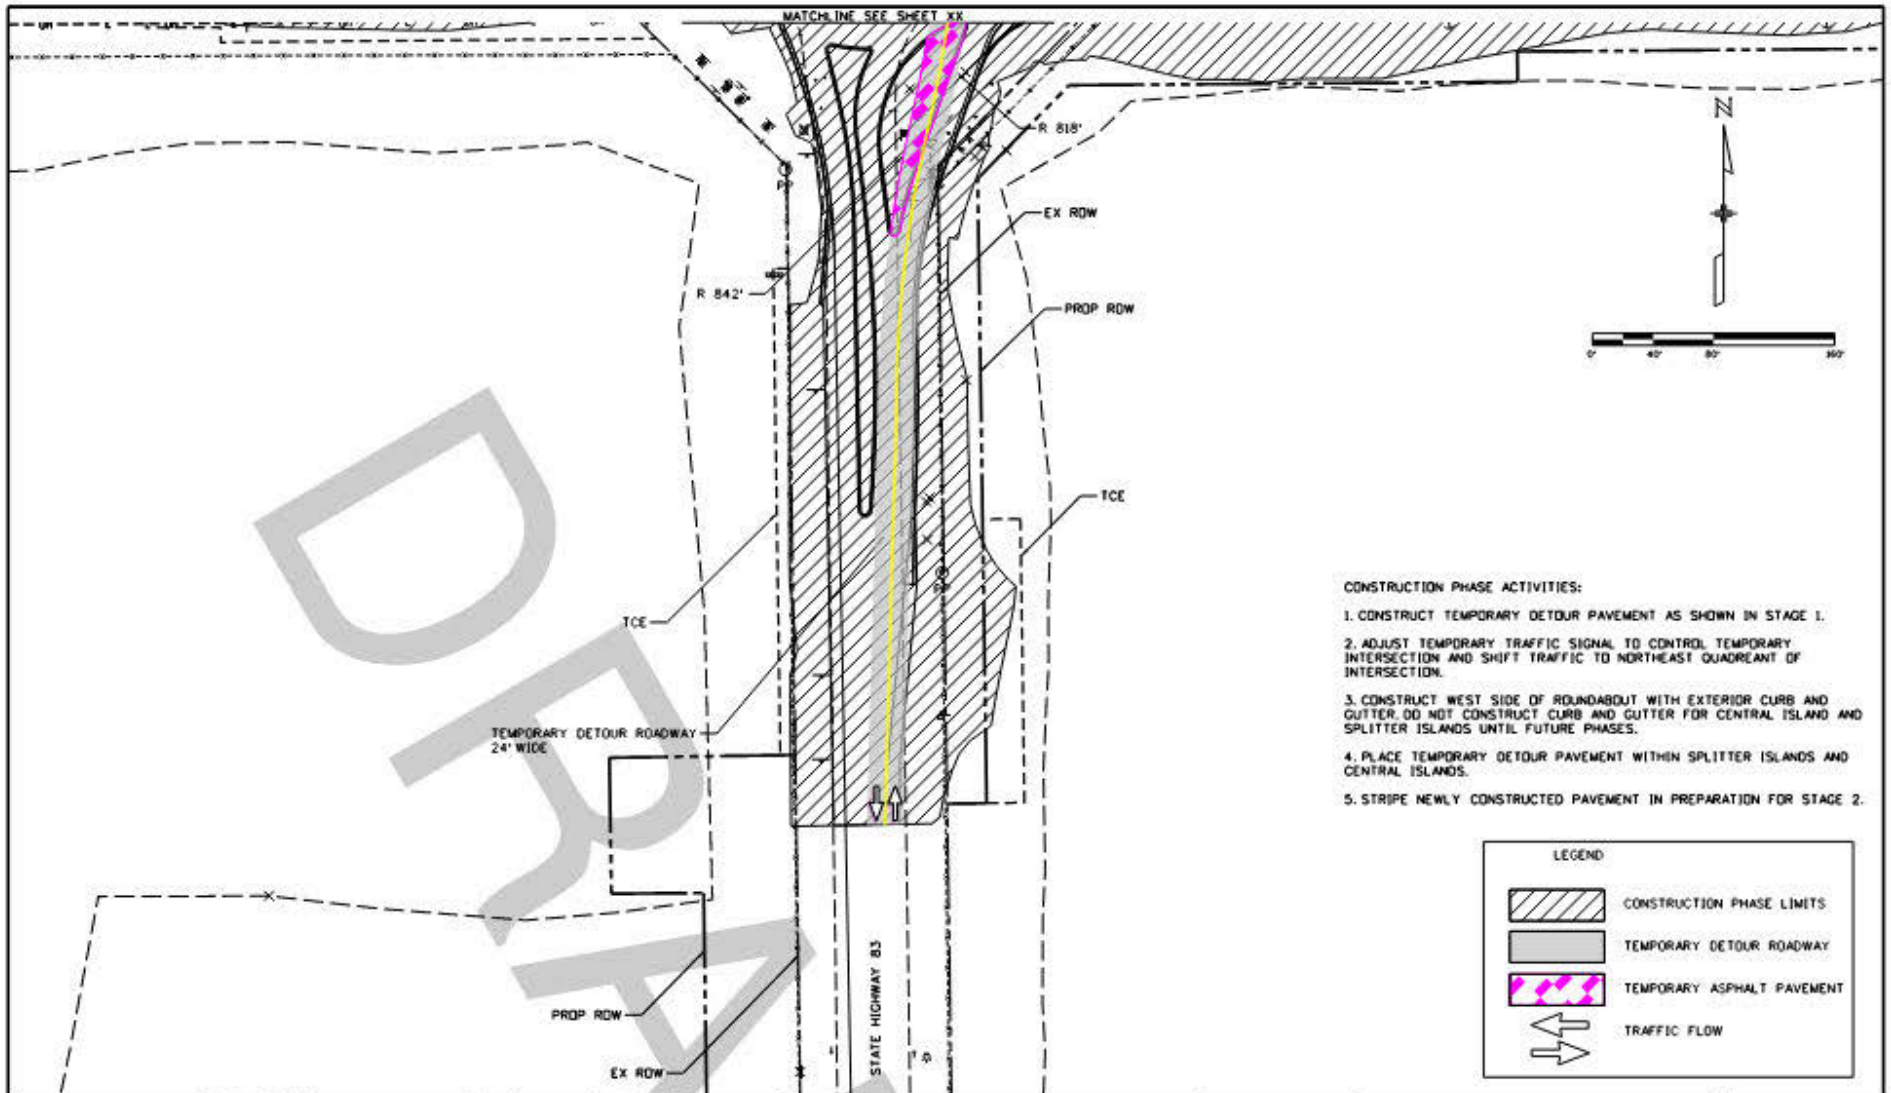 MATCHLINE SEE SHEET XX
R 818'
N
EX ROW
R 842'
PROP ROW
0' 40' 80' 160'
TCE
TCE
CONSTRUCTION PHASE ACTIVITIES:
1. CONSTRUCT TEMPORARY DETOUR PAVEMENT AS SHOWN IN STAGE 1.
2. ADJUST TEMPORARY TRAFFIC SIGNAL TO CONTROL TEMPORARY
INTERSECTION AND SHIFT TRAFFIC TO NORTHEAST QUADREANT OF
INTERSECTION.
3. CONSTRUCT WEST SIDE OF ROUNDABOUT WITH EXTERIOR CURB AND
GUTTER. DO NOT CONSTRUCT CURB AND GUTTER FOR CENTRAL ISLAND AND
SPLITTER ISLANDS UNTIL FUTURE PHASES.
4. PLACE TEMPORARY DETOUR PAVEMENT WITHIN SPLITTER ISLANDS AND
CENTRAL ISLANDS.
5. STRIPE NEWLY CONSTRUCTED PAVEMENT IN PREPARATION FOR STAGE 2.
TEMPORARY DETOUR ROADWAY
24' WIDE
LEGEND
CONSTRUCTION PHASE LIMITS
TEMPORARY DETOUR ROADWAY
TEMPORARY ASPHALT PAVEMENT
TRAFFIC FLOW
STATE HIGHWAY 83
PROP ROW
EX ROW
DRA